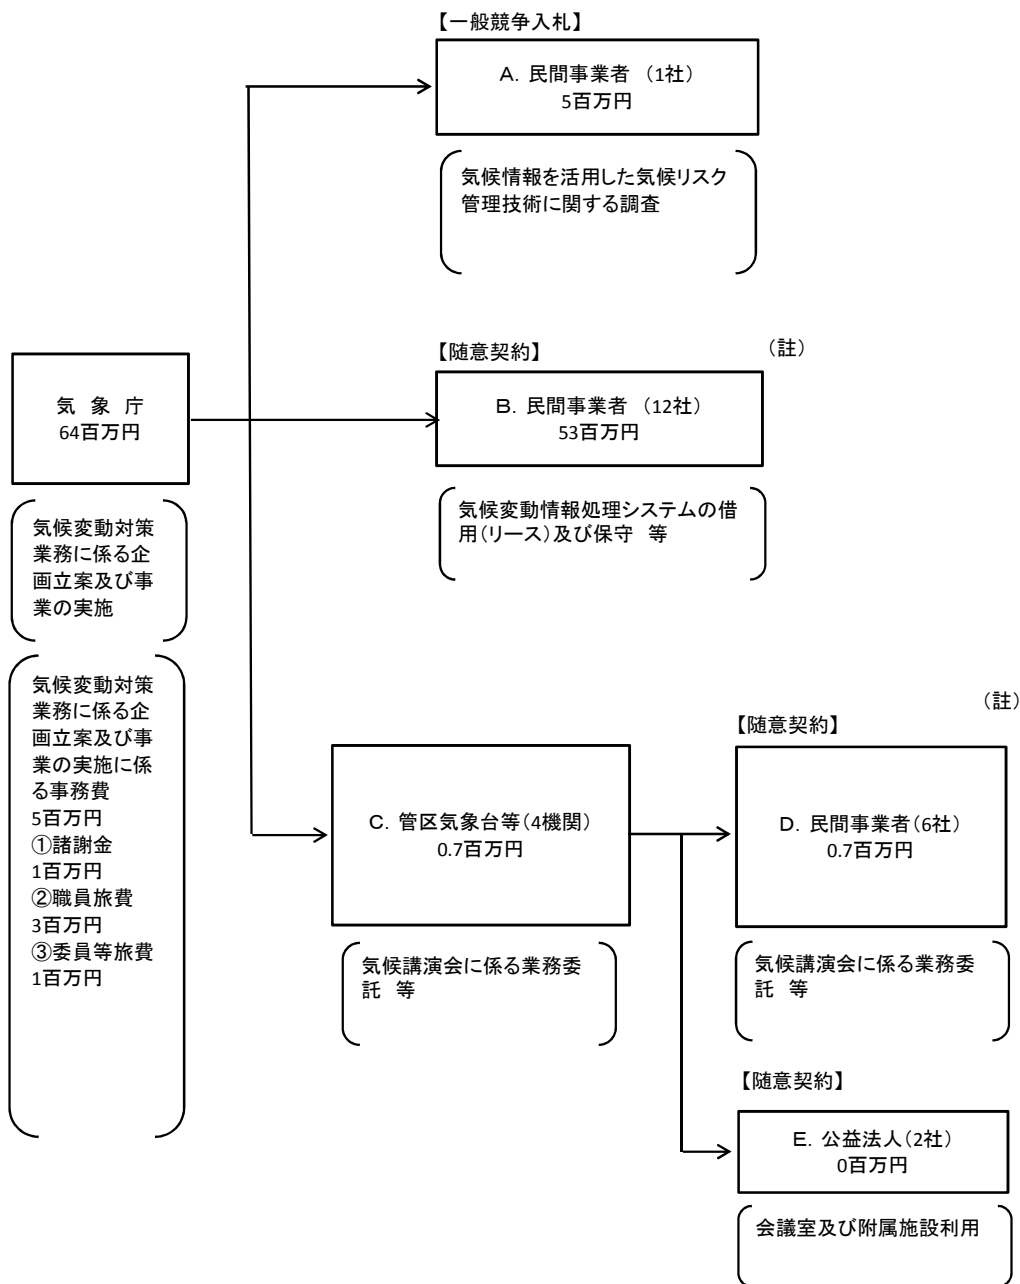 【一般競争入札】
A. 民間事業者 （1社）
5百万円
気候情報を活用した気候リスク
管理技術に関する調査
【随意契約】
（註）
B. 民間事業者 （12社）
53百万円
気候変動情報処理システムの借
用（リース）及び保守 等
気 象 庁
64百万円
気候変動対策
業務に係る企
画立案及び事
業の実施
気候変動対策
業務に係る企
画立案及び事
業の実施に係
る事務費
5百万円
①諸謝金
1百万円
②職員旅費
3百万円
③委員等旅費
1百万円
C. 管区気象台等（4機関）
0.7百万円
気候講演会に係る業務委
託 等
（註）
【随意契約】
D. 民間事業者（6社）
0.7百万円
気候講演会に係る業務委
託 等
【随意契約】
E. 公益法人（2社）
0百万円
会議室及び附属施設利用